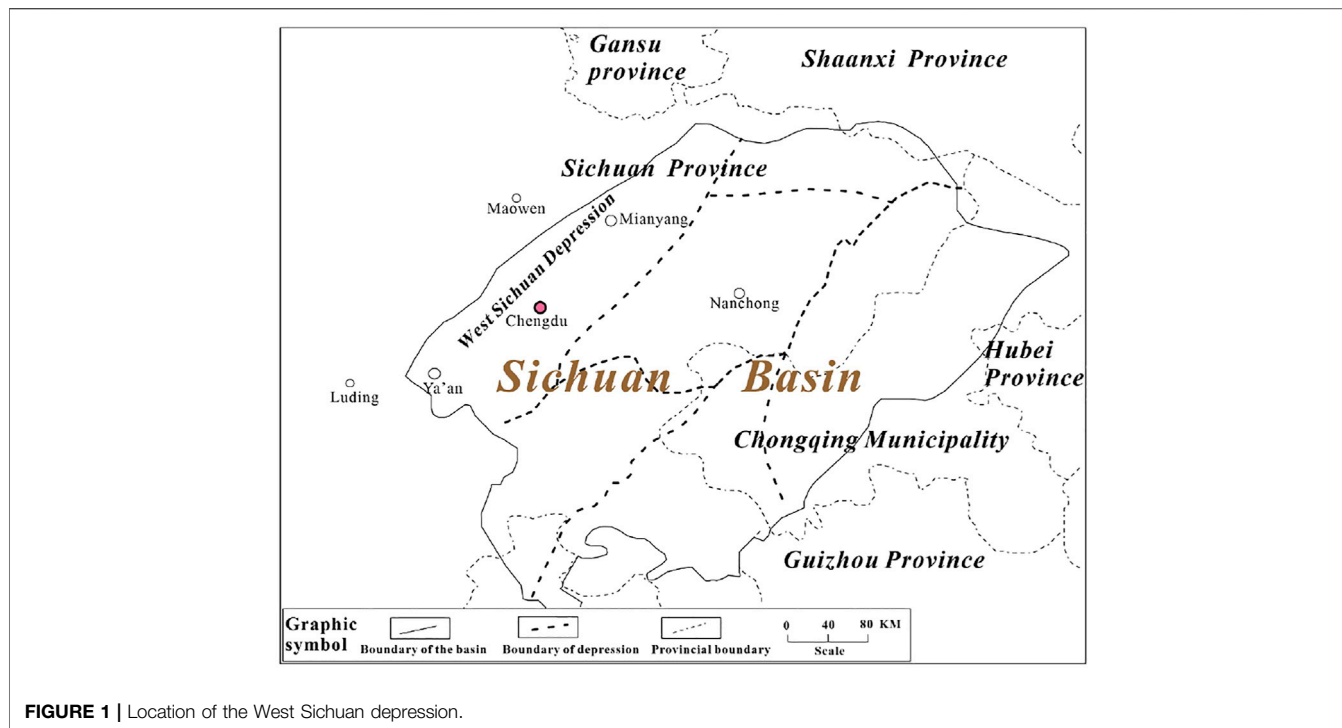 Gansu
province
Shaanxi Province
Sichuan Province
Maowen
Mianyang
West Sichuan Depression
Nanchong
Chengdu
Hubei
Province
Sichuan Basin
Ya'an
Luding
Chongqing Municipality
Guizhou Province
Graphic
symbol
Boundary of the basin
Boundary of depression
Provincial boundary
0 40 80 KM
Scale
FIGURE 1 | Location of the West Sichuan depression.